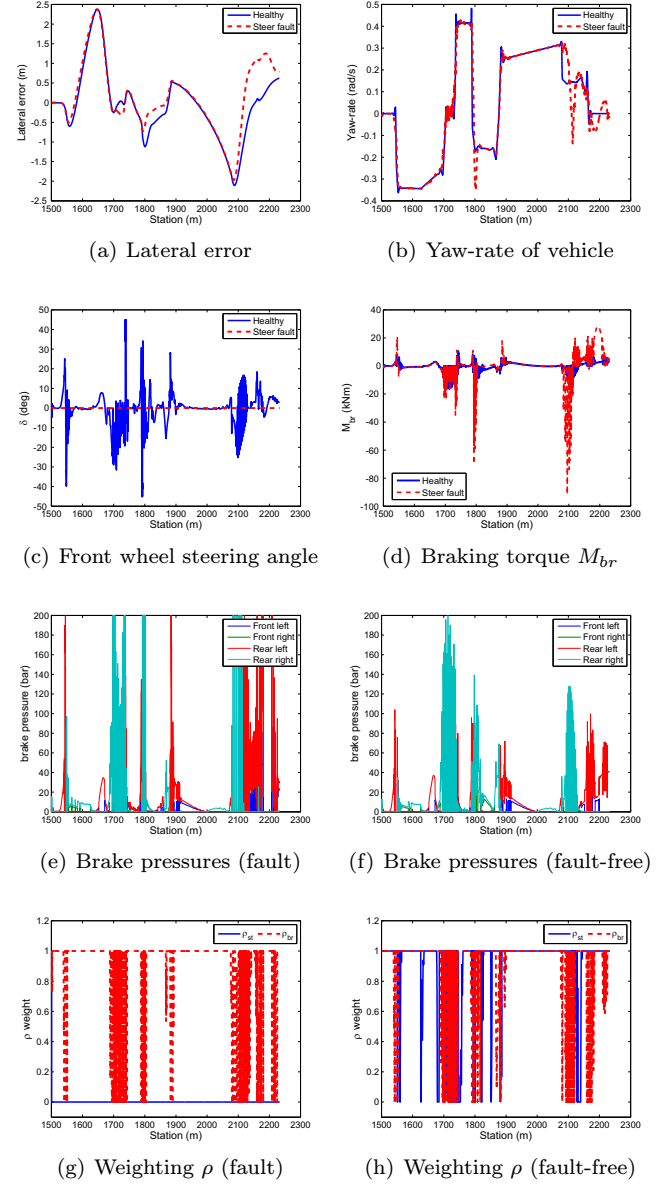 2.5
2
1.5
1
0.5
0
-0.5
-1
-1.5
-2
-2.5
Lateral error (m)
Healthy
Steer fault
1500 1600 1700 1800 1900 2000 2100 2200 2300
Station (m)
(a) Lateral error
0.5
0.4
0.3
0.2
0.1
0
-0.1
-0.2
-0.3
-0.4
Yaw-rate (rad/s)
Healthy
Steer fault
1500 1600 1700 1800 1900 2000 2100 2200 2300
Station (m)
(b) Yaw-rate of vehicle
50
40
30
20
10
0
-10
-20
-30
-40
-50
δ (deg)
Healthy
Steer fault
1500 1600 1700 1800 1900 2000 2100 2200 2300
Station (m)
(c) Front wheel steering angle
40
20
0
-20
-40
-60
-80
-100
M_br (kNm)
Healthy
Steer fault
1500 1600 1700 1800 1900 2000 2100 2200 2300
Station (m)
(d) Braking torque M_br
200
180
160
140
120
100
80
60
40
20
0
brake pressure (bar)
Front left
Front right
Rear left
Rear right
1500 1600 1700 1800 1900 2000 2100 2200 2300
Station (m)
(e) Brake pressures (fault)
200
180
160
140
120
100
80
60
40
20
0
brake pressure (bar)
Front left
Front right
Rear left
Rear right
1500 1600 1700 1800 1900 2000 2100 2200 2300
Station (m)
(f) Brake pressures (fault-free)
1.2
1
0.8
0.6
0.4
0.2
0
ρ weight
ρ_st ρ_br
1500 1600 1700 1800 1900 2000 2100 2200 2300
Station (m)
(g) Weighting ρ (fault)
1.2
1
0.8
0.6
0.4
0.2
0
ρ weight
ρ_st ρ_br
1500 1600 1700 1800 1900 2000 2100 2200 2300
Station (m)
(h) Weighting ρ (fault-free)